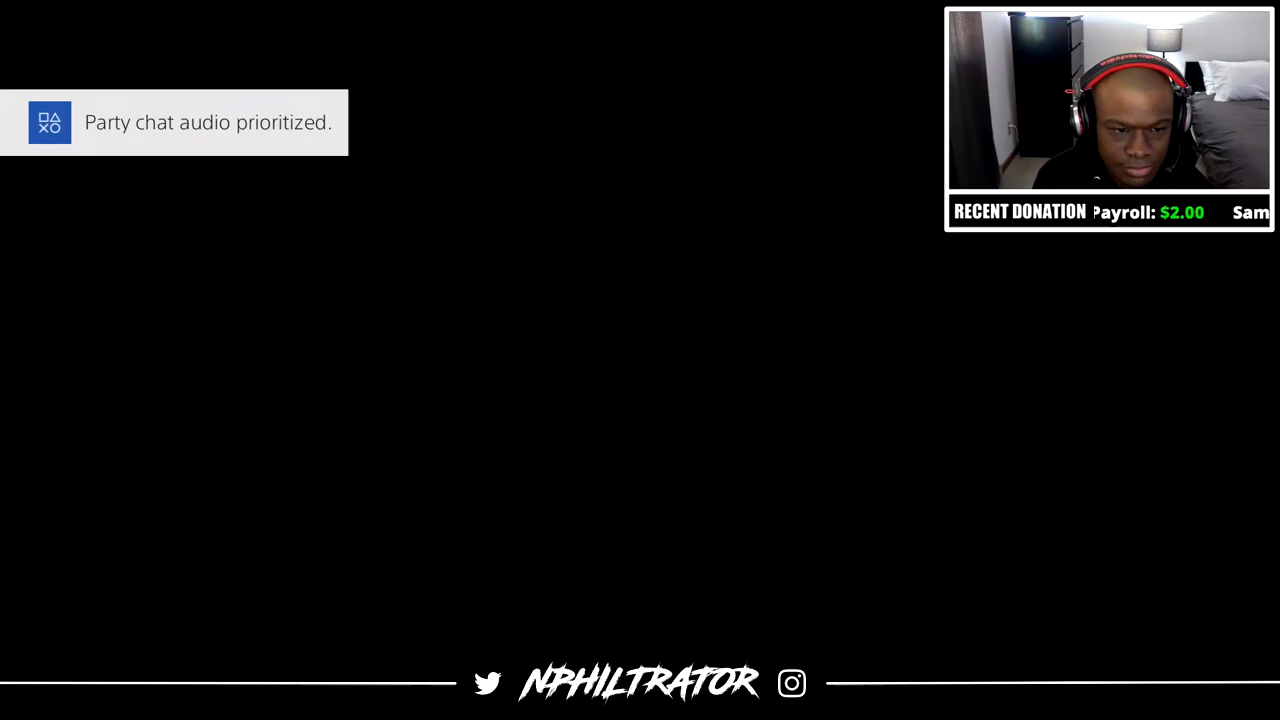 Party chat audio prioritized.
RECENT DONATION Payroll: $2.00 Sam
NPHILTRATOR